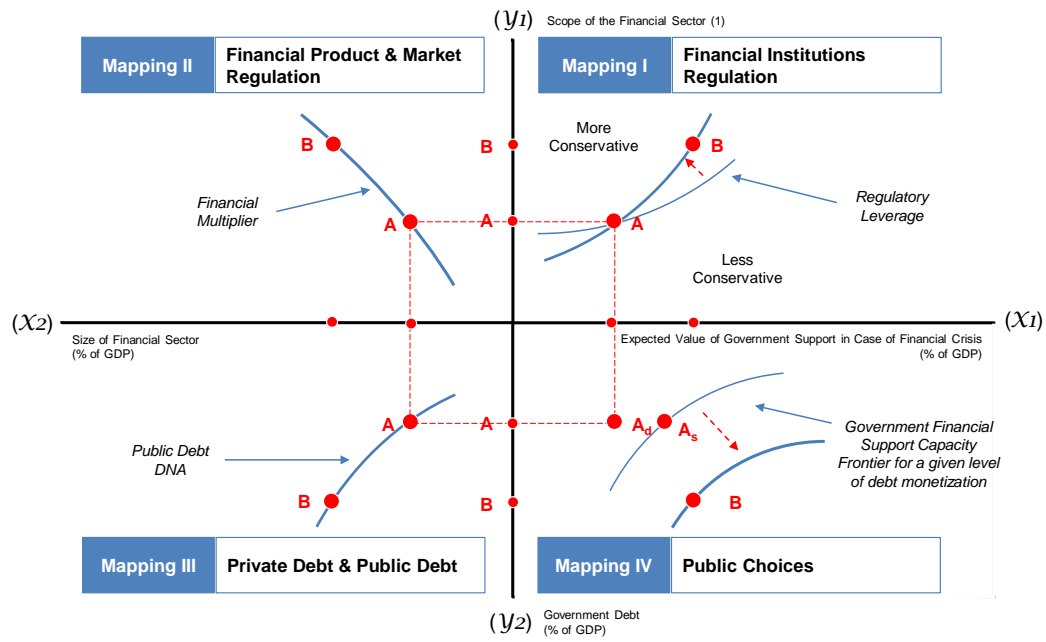 (y1)
Scope of the Financial Sector (1)
Mapping II
Financial Product & Market
Regulation
Mapping I
Financial Institutions
Regulation
More
Conservative
B
B
B
Financial
Multiplier
Regulatory
Leverage
A
A
A
Less
Conservative
(X2)
(X1)
Size of Financial Sector
(% of GDP)
Expected Value of Government Support in Case of Financial Crisis
(% of GDP)
A
A
Ad
As
Public Debt
DNA
Government Financial
Support Capacity
Frontier for a given level
of debt monetization
B
B
B
Mapping III
Private Debt & Public Debt
Mapping IV
Public Choices
(y2)
Government Debt
(% of GDP)